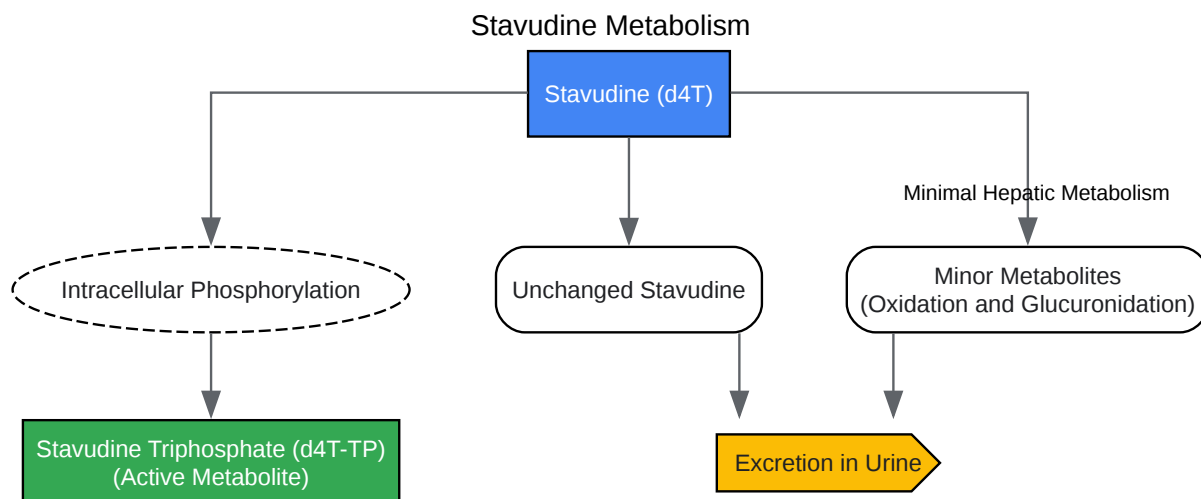 Stavudine Metabolism
Stavudine (d4T)
Minimal Hepatic Metabolism
Intracellular Phosphorylation
Unchanged Stavudine
Minor Metabolites
(Oxidation and Glucuronidation)
Stavudine Triphosphate (d4T-TP)
(Active Metabolite)
Excretion in Urine